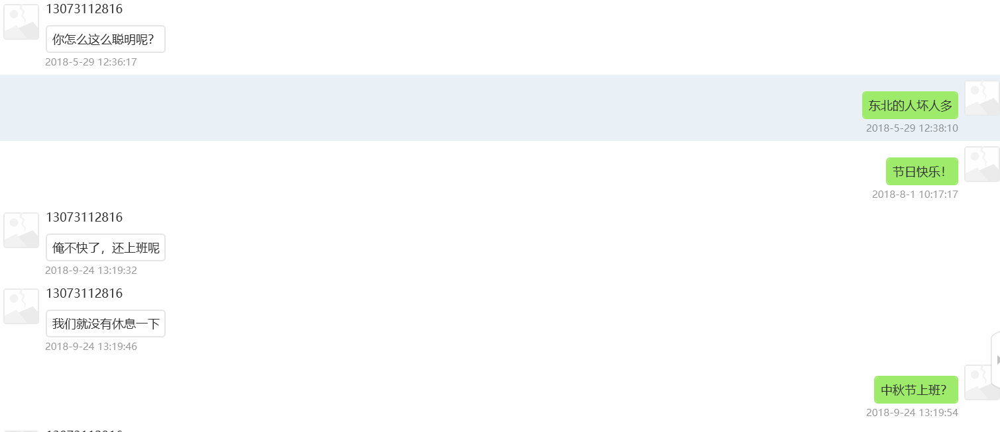 13073112816
你怎么这么聪明呢？
2018-5-29 12:36:17
东北的人坏人多
2018-5-29 12:38:10
节日快乐！
2018-8-1 10:17:17
13073112816
俺不快了，还上班呢
2018-9-24 13:19:32
13073112816
我们就没有休息一下
2018-9-24 13:19:46
中秋节上班？
2018-9-24 13:19:54